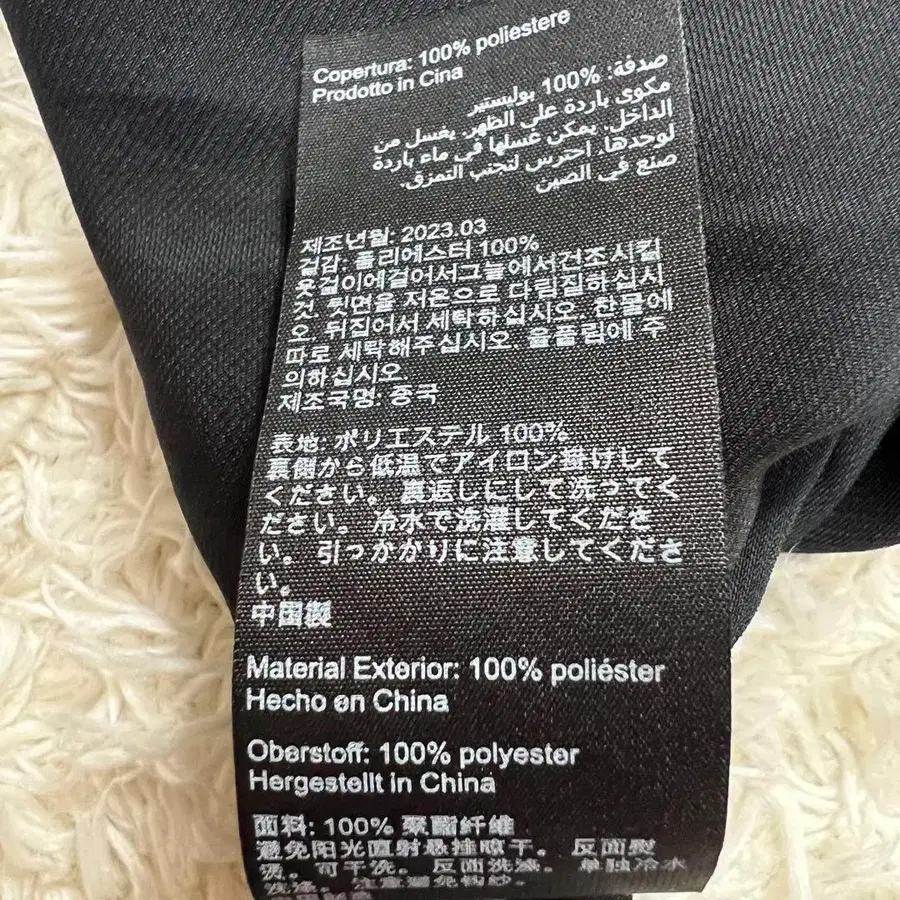 Copertura: 100% poliestere
Prodotto in Cina
صدفة: 100% بوليستير
مكوى باردة على الظهر. يغسل من
الداخل. يمكن غسلها في ماء باردة
لوحدها. احترس لتجنب التمزق.
صنع في الصين
제조년월: 2023.03
겉감: 폴리에스터 100%
옷걸이에걸어서그늘에서건조시킬
것. 뒷면을 저온으로 다림질하십시
오. 뒤집어서 세탁하십시오. 찬물에
따로 세탁해주십시오. 올풀림에 주
의하십시오
제조국명: 중국
表地: ポリエステル 100%
裏側から低温でアイロン掛けして
ください。裏返しにして洗ってく
ださい。 冷水で洗濯してくださ
い。 引っかかりに注意してくださ
い。
中国製
Material Exterior: 100% poliéster
Hecho en China
Oberstoff: 100% polyester
Hergestellt in China
面料: 100% 聚酯纤维
避免阳光直射悬挂晾干。 反面熨
烫。可干洗。反面洗涤。单独冷水
洗涤。注意避免钩纱。